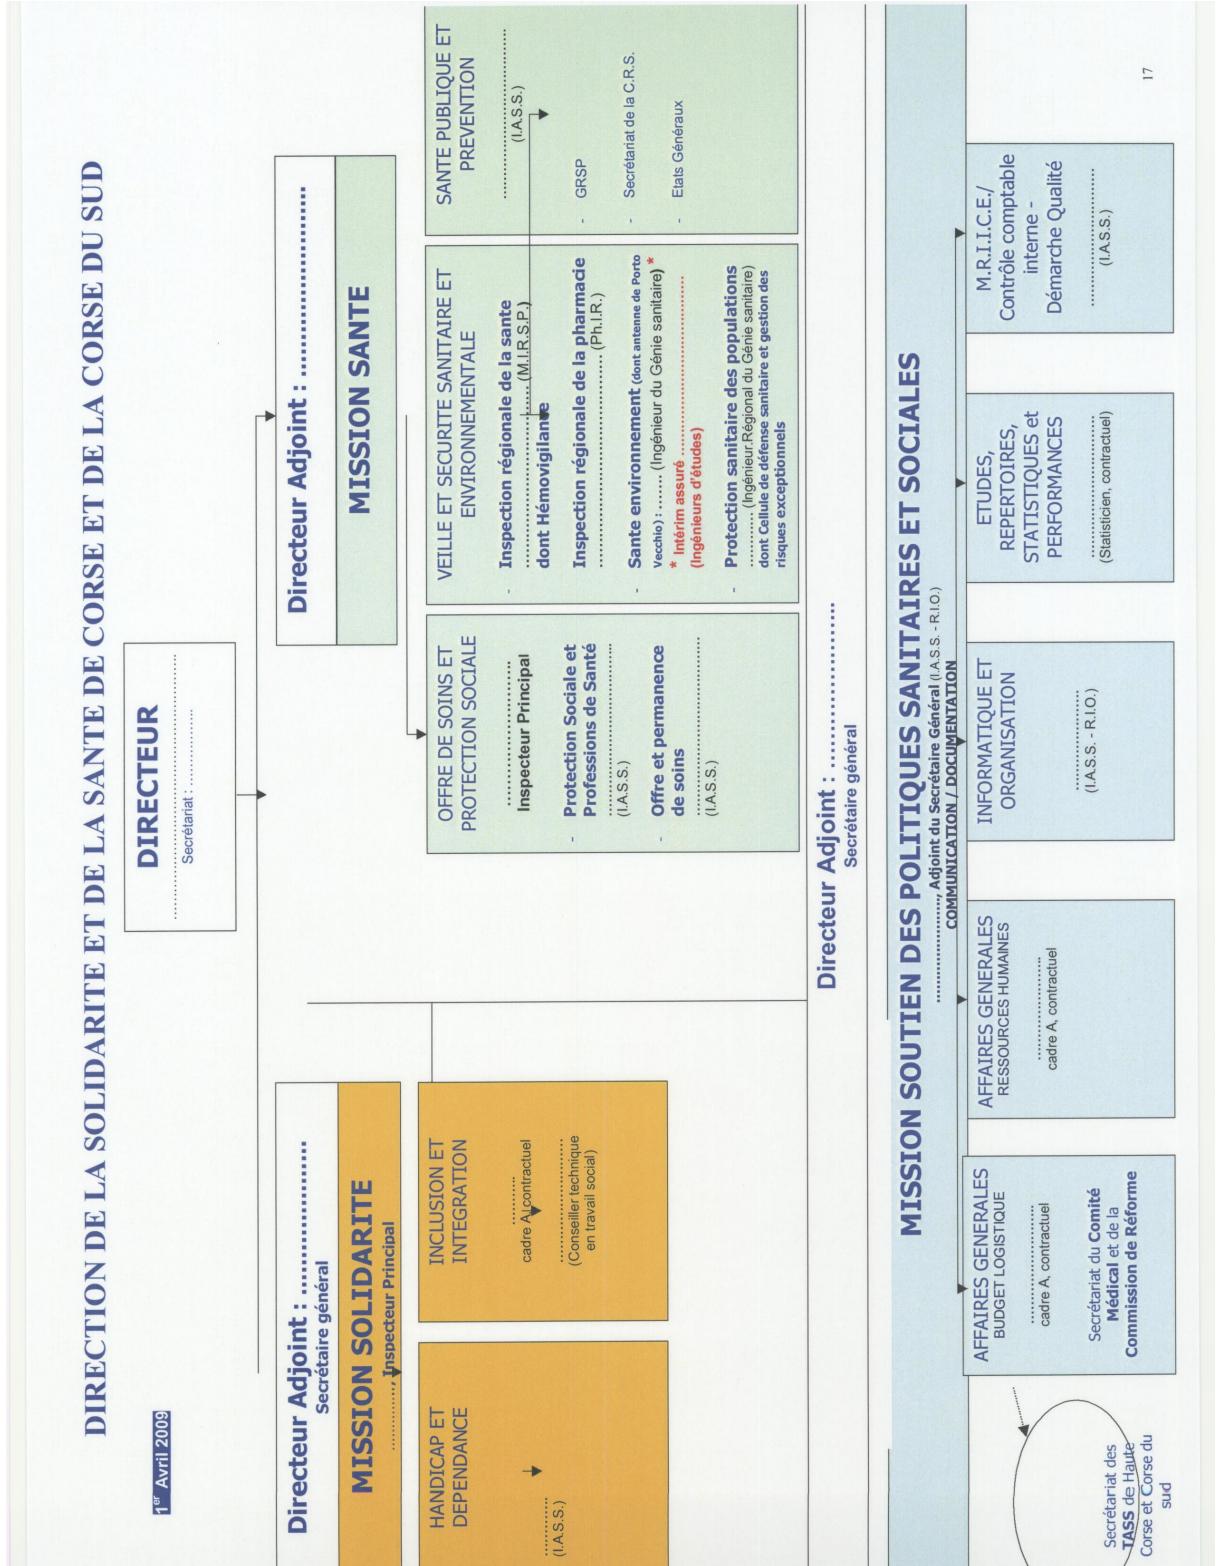 DIRECTION DE LA SOLIDARITE ET DE LA SANTE DE CORSE ET DE LA CORSE DU SUD
1er Avril 2009
DIRECTEUR
..........................................
Secrétariat : ....................
Directeur Adjoint : ....................
Secrétaire général
MISSION SOLIDARITE
............, Inspecteur Principal
HANDICAP ET
DEPENDANCE
............
(I.A.S.S.)
INCLUSION ET
INTEGRATION
..........
cadre A, contractuel
....................
(Conseiller technique
en travail social)
Directeur Adjoint : ....................
MISSION SANTE
OFFRE DE SOINS ET
PROTECTION SOCIALE
....................
Inspecteur Principal
- Protection Sociale et
Professions de Santé
..............................
(I.A.S.S.)
- Offre et permanence
de soins
..............................
(I.A.S.S.)
VEILLE ET SECURITE SANITAIRE ET
ENVIRONNEMENTALE
- Inspection régionale de la sante
.............................. (M.I.R.S.P.)
dont Hémovigilance
- Inspection régionale de la pharmacie
.............................. (Ph.I.R.)
- Sante environnement (dont antenne de Porto
Vecchio) : ....... (Ingénieur du Génie sanitaire) *
* Intérim assuré ..............................
(Ingénieurs d'études)
- Protection sanitaire des populations
......... (Ingénieur.Régional du Génie sanitaire)
dont Cellule de défense sanitaire et gestion des
risques exceptionnels
SANTE PUBLIQUE ET
PREVENTION
..............................
(I.A.S.S.)
- GRSP
- Secrétariat de la C.R.S.
- Etats Généraux
Directeur Adjoint : ....................
Secrétaire général
MISSION SOUTIEN DES POLITIQUES SANITAIRES ET SOCIALES
...................., Adjoint du Secrétaire Général (I.A.S.S. - R.I.O.)
COMMUNICATION / DOCUMENTATION
Secrétariat des
TASS de Haute
Corse et Corse du
sud
AFFAIRES GENERALES
BUDGET LOGISTIQUE
....................
cadre A, contractuel
Secrétariat du Comité
Médical et de la
Commission de Réforme
AFFAIRES GENERALES
RESSOURCES HUMAINES
....................
cadre A, contractuel
INFORMATIQUE ET
ORGANISATION
..............
(I.A.S.S. - R.I.O.)
ETUDES,
REPERTOIRES,
STATISTIQUES et
PERFORMANCES
....................
(Statisticien, contractuel)
M.R.I.I.C.E./
Contrôle comptable
interne -
Démarche Qualité
....................
(I.A.S.S.)
17